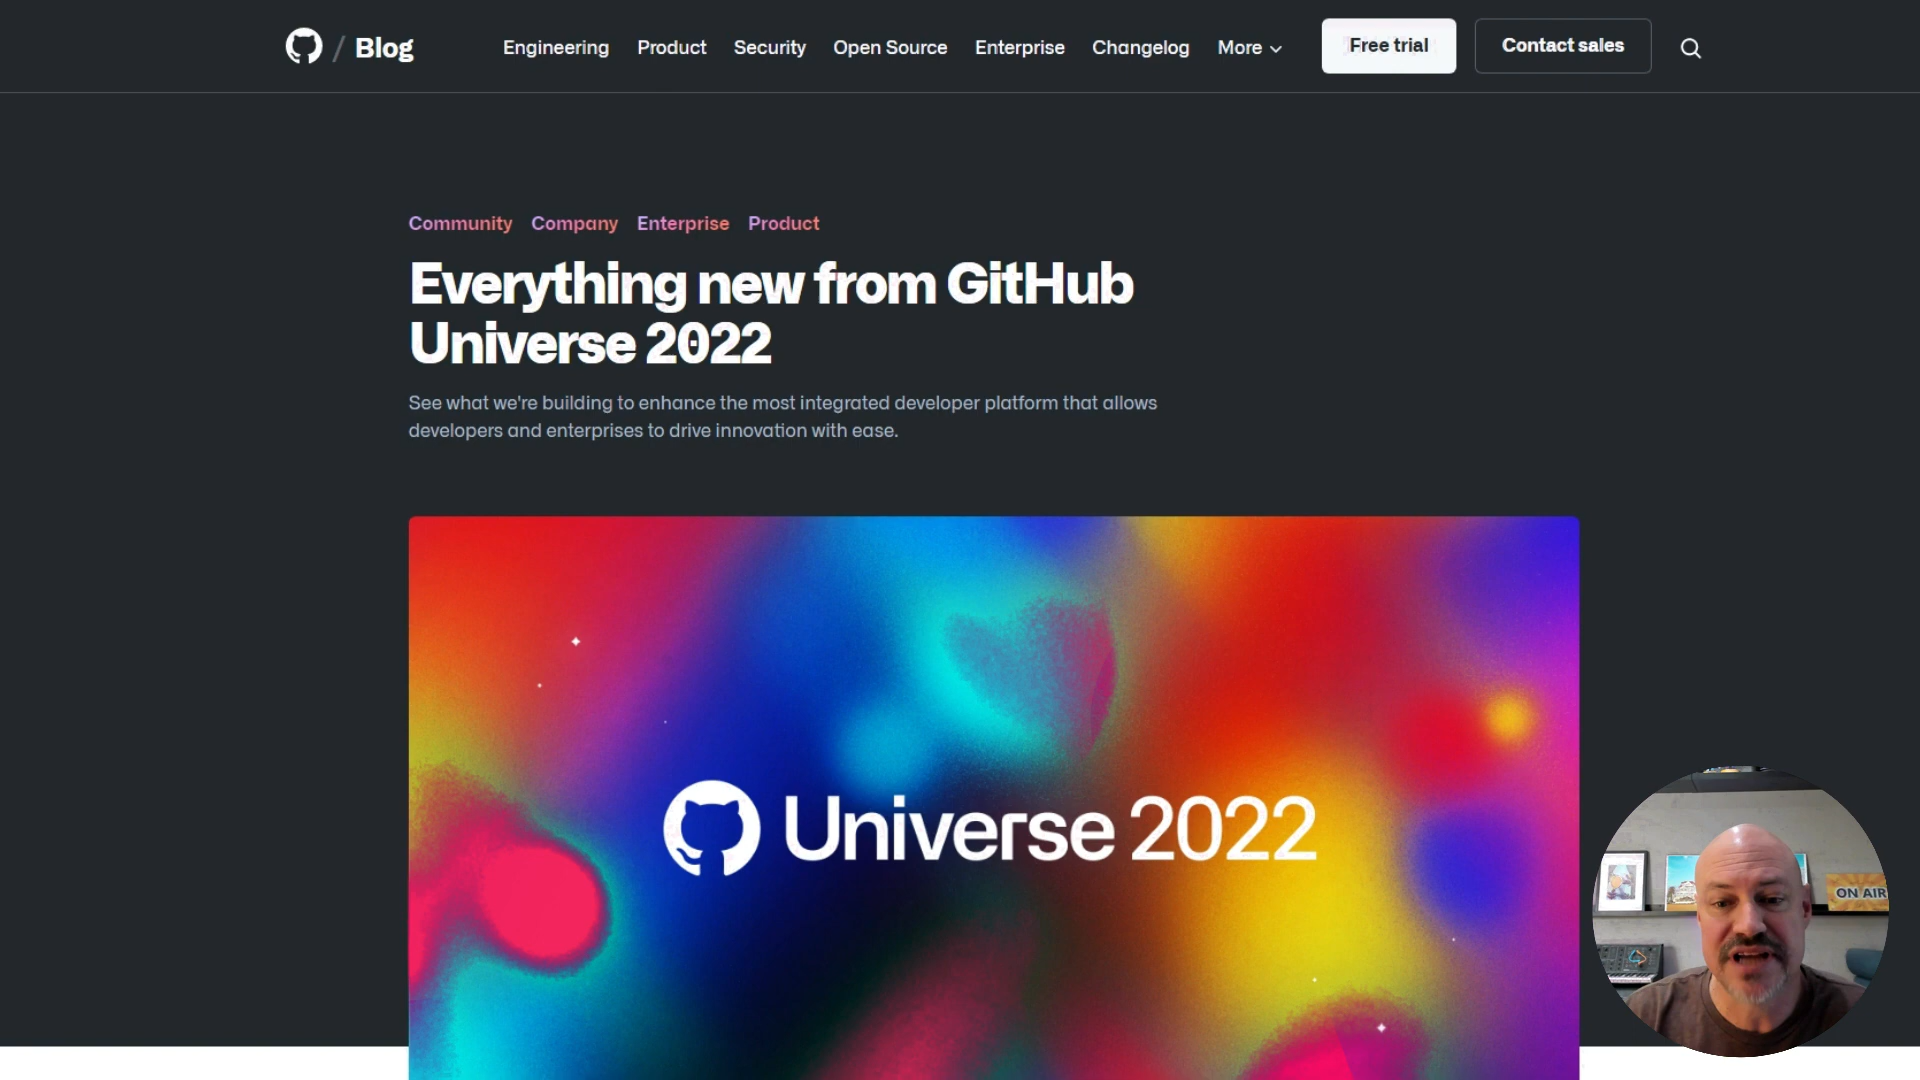 / Blog
Engineering Product Security Open Source Enterprise Changelog More Free trial Contact sales
Community Company Enterprise Product
Everything new from GitHub
Universe 2022
See what we're building to enhance the most integrated developer platform that allows
developers and enterprises to drive innovation with ease.
Universe 2022
ON AIR